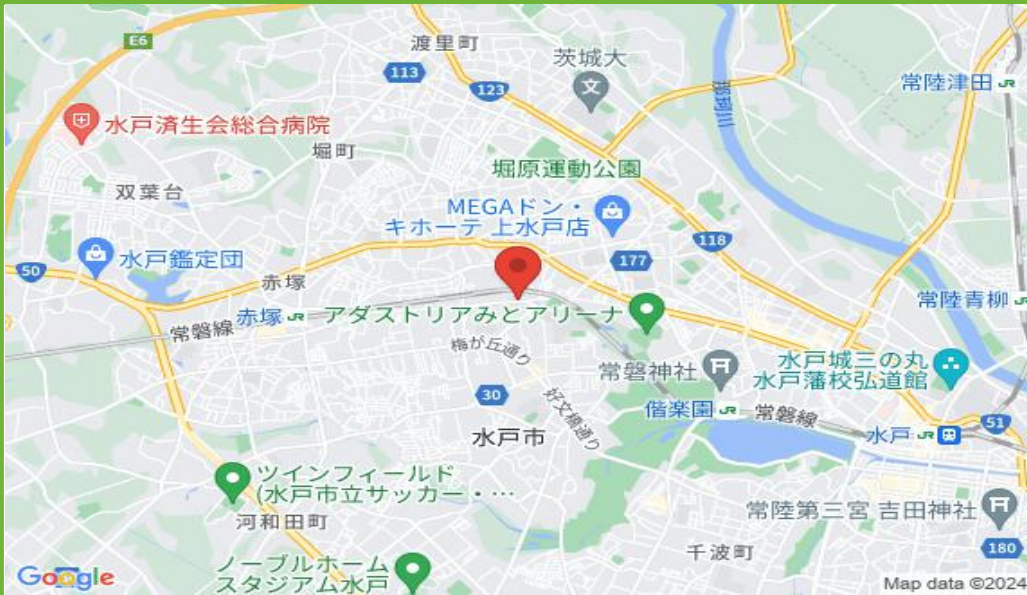 E6
渡里町
113
茨城大
123
那珂川
常陸津田 JR
水戸済生会総合病院
堀町
堀原運動公園
双葉台
MEGAドン・
キホーテ 上水戸店
118
水戸鑑定団
177
50
赤塚
常陸青柳 JR
常磐線
赤塚 JR
アダストリアみとアリーナ
梅が丘通り
常磐神社
水戸城三の丸
水戸藩校弘道館
30
好文橋通り
偕楽園 JR
常磐線
51
水戸市
水戸 JR
ツインフィールド
(水戸市立サッカー・…
河和田町
常陸第三宮 吉田神社
180
千波町
ノーブルホーム
スタジアム水戸
Google
Map data ©2024